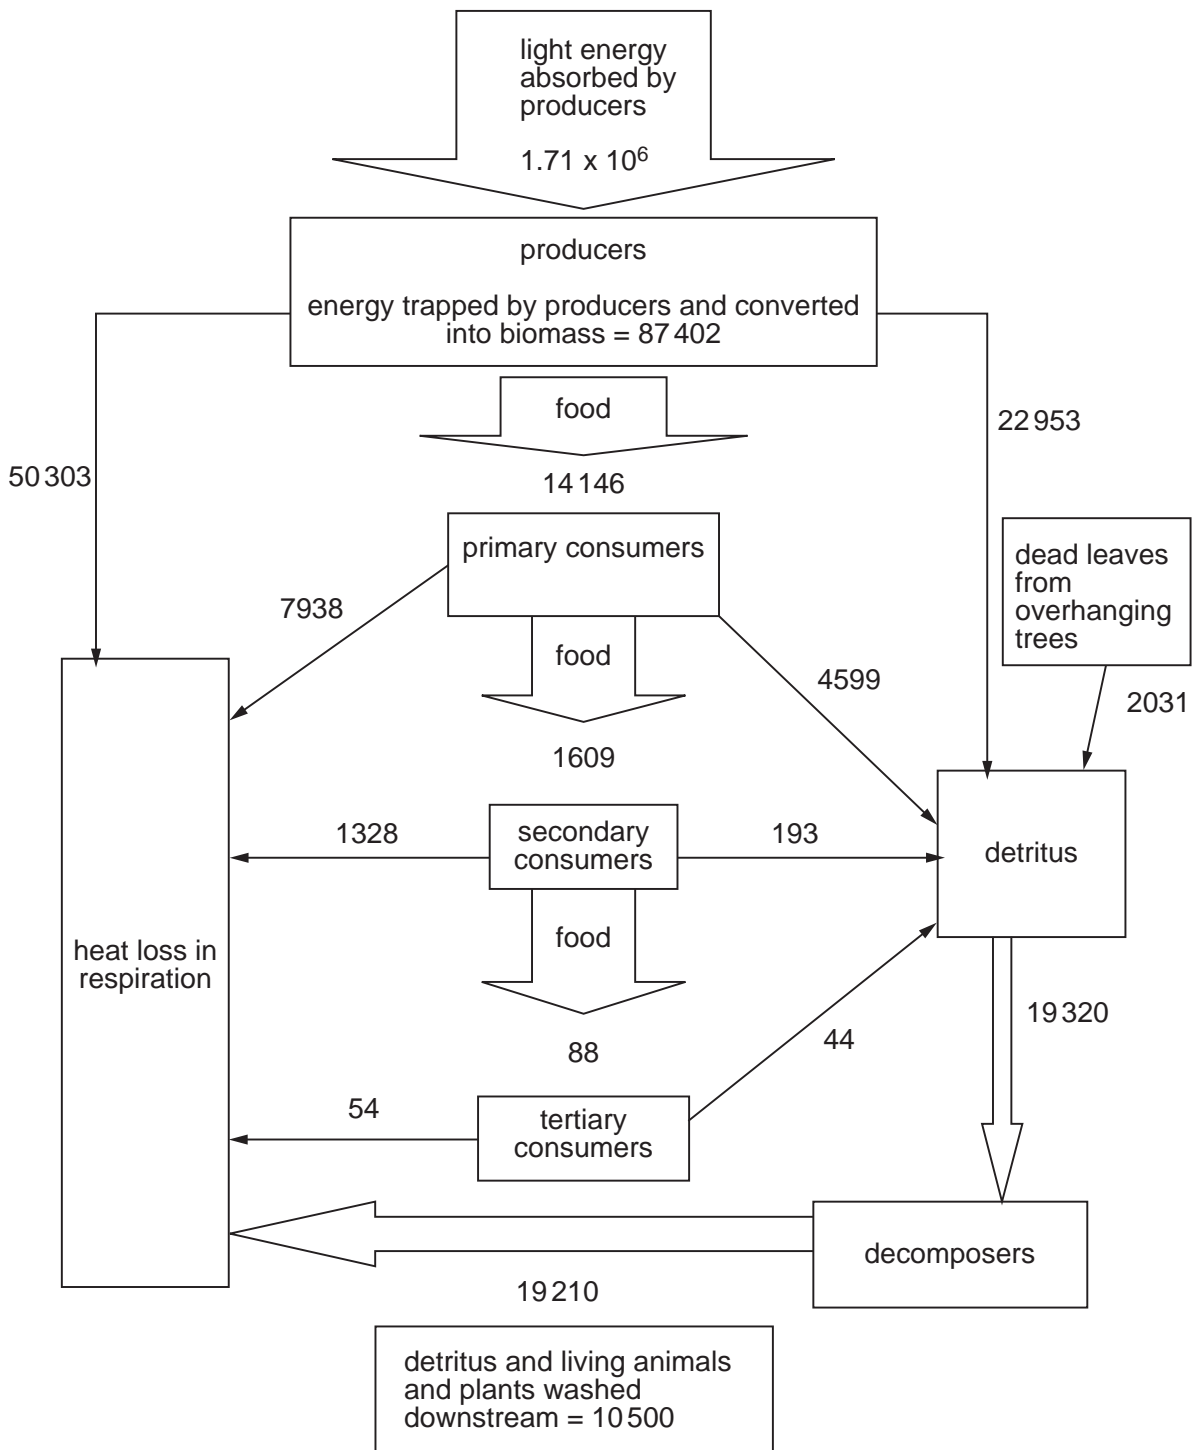 light energy
absorbed by
producers
1.71 x 10⁶
producers
energy trapped by producers and converted
into biomass = 87 402
food
22 953
50 303
14 146
primary consumers
dead leaves
from
overhanging
trees
7938
food
4599
2031
1609
1328
secondary
consumers
193
detritus
food
heat loss in
respiration
19 320
44
88
54
tertiary
consumers
decomposers
19 210
detritus and living animals
and plants washed
downstream = 10 500